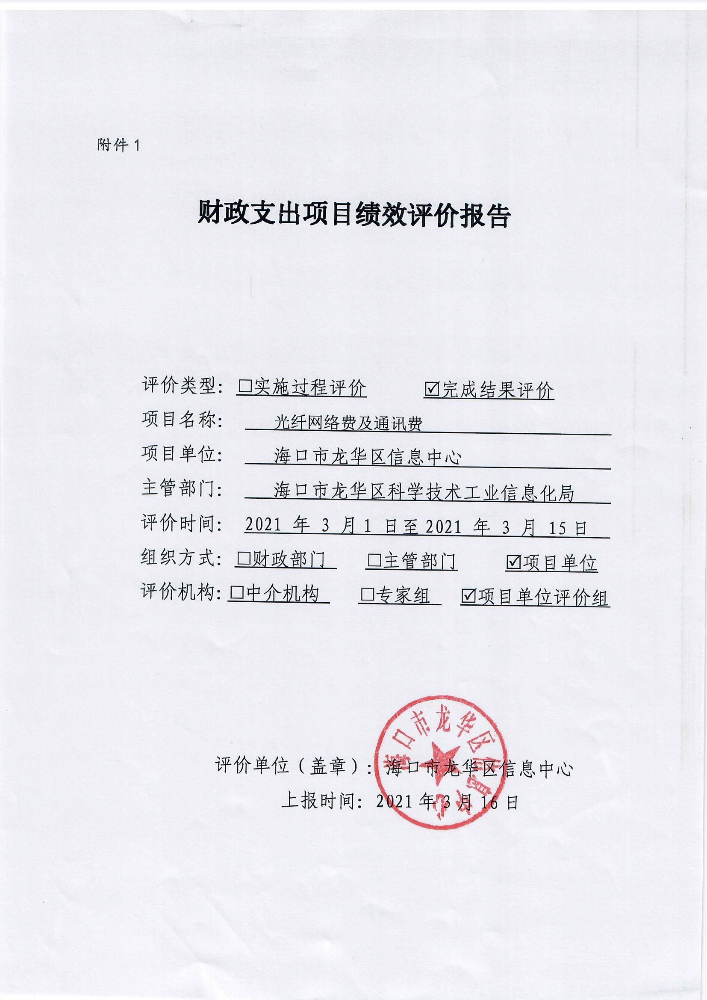 附件 1
财政支出项目绩效评价报告
评价类型：□实施过程评价 ☑完成结果评价
项目名称： 光纤网络费及通讯费
项目单位： 海口市龙华区信息中心
主管部门： 海口市龙华区科学技术工业信息化局
评价时间： 2021 年 3 月 1 日至 2021 年 3 月 15 日
组织方式：□财政部门 □主管部门 ☑项目单位
评价机构：□中介机构 □专家组 ☑项目单位评价组
海口市龙华区信息中心
评价单位（盖章）：海口市龙华区信息中心
上报时间：2021 年 3 月 16 日